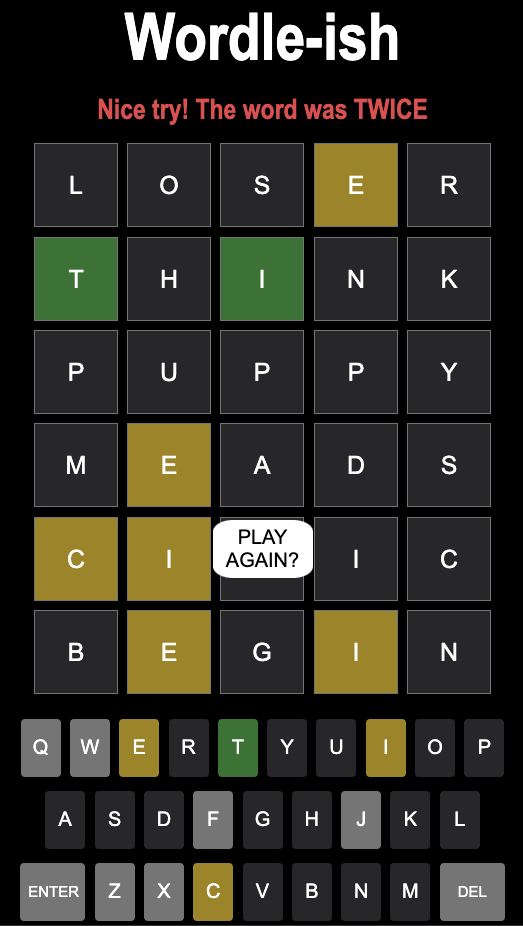 Wordle-ish
Nice try! The word was TWICE
L O S E R
T H I N K
P U P P Y
M E A D S
C I I C
PLAY
AGAIN?
B E G I N
Q W E R T Y U I O P
A S D F G H J K L
ENTER Z X C V B N M DEL